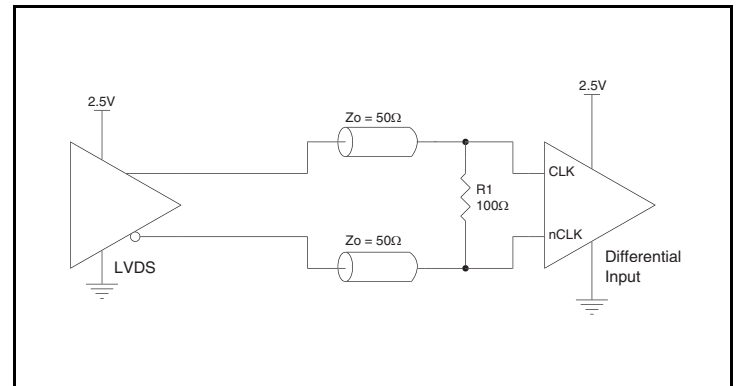 2.5V
2.5V
Zo = 50Ω
CLK
R1
100Ω
nCLK
Zo = 50Ω
LVDS
Differential
Input